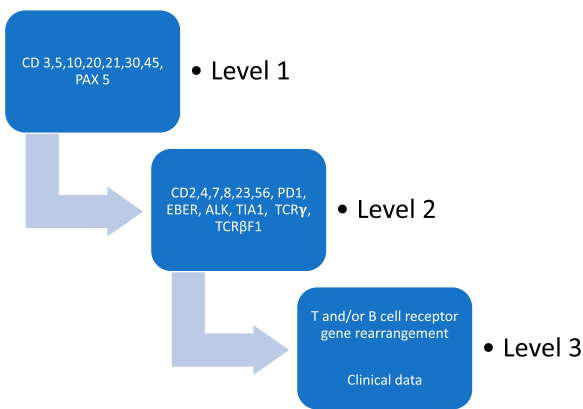 CD 3,5,10,20,21,30,45,
PAX 5
• Level 1
CD2,4,7,8,23,56, PD1,
EBER, ALK, TIA1, TCRγ,
TCRβF1
• Level 2
T and/or B cell receptor
gene rearrangement
Clinical data
• Level 3